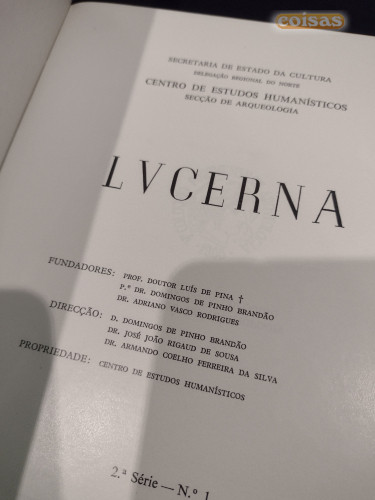 coisas
SECRETARIA DE ESTADO DA CULTURA
DELEGAÇÃO REGIONAL DO NORTE
CENTRO DE ESTUDOS HUMANÍSTICOS
SECÇÃO DE ARQUEOLOGIA
LVCERNA
FUNDADORES: PROF. DOUTOR LUÍS DE PINA †
P.e DR. DOMINGOS DE PINHO BRANDÃO
DR. ADRIANO VASCO RODRIGUES
DIRECÇÃO: D. DOMINGOS DE PINHO BRANDÃO
DR. JOSÉ JOÃO RIGAUD DE SOUSA
DR. ARMANDO COELHO FERREIRA DA SILVA
PROPRIEDADE: CENTRO DE ESTUDOS HUMANÍSTICOS
2.ª Série — N.º 1